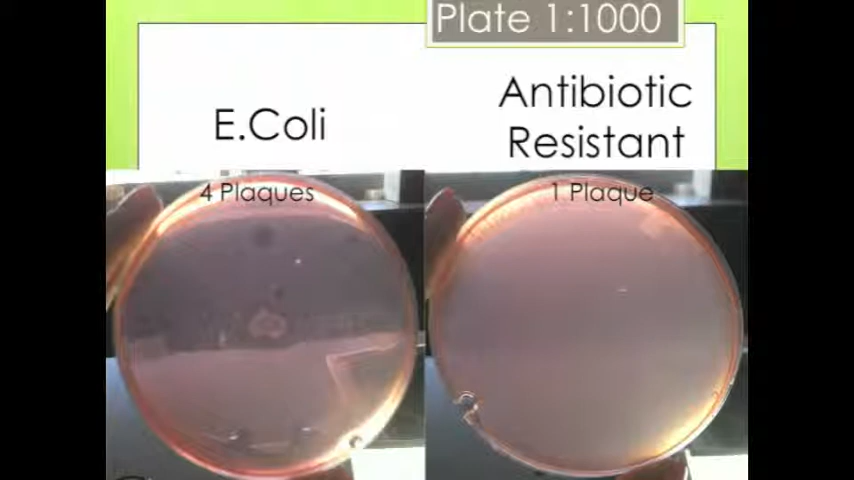 Plate 1:1000
E.Coli
Antibiotic
Resistant
4 Plaques
1 Plaque